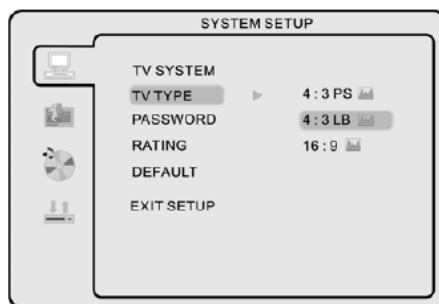 SYSTEM SETUP
TV SYSTEM
TV TYPE
4 : 3 PS
PASSWORD
4 : 3 LB
RATING
16 : 9
DEFAULT
EXIT SETUP